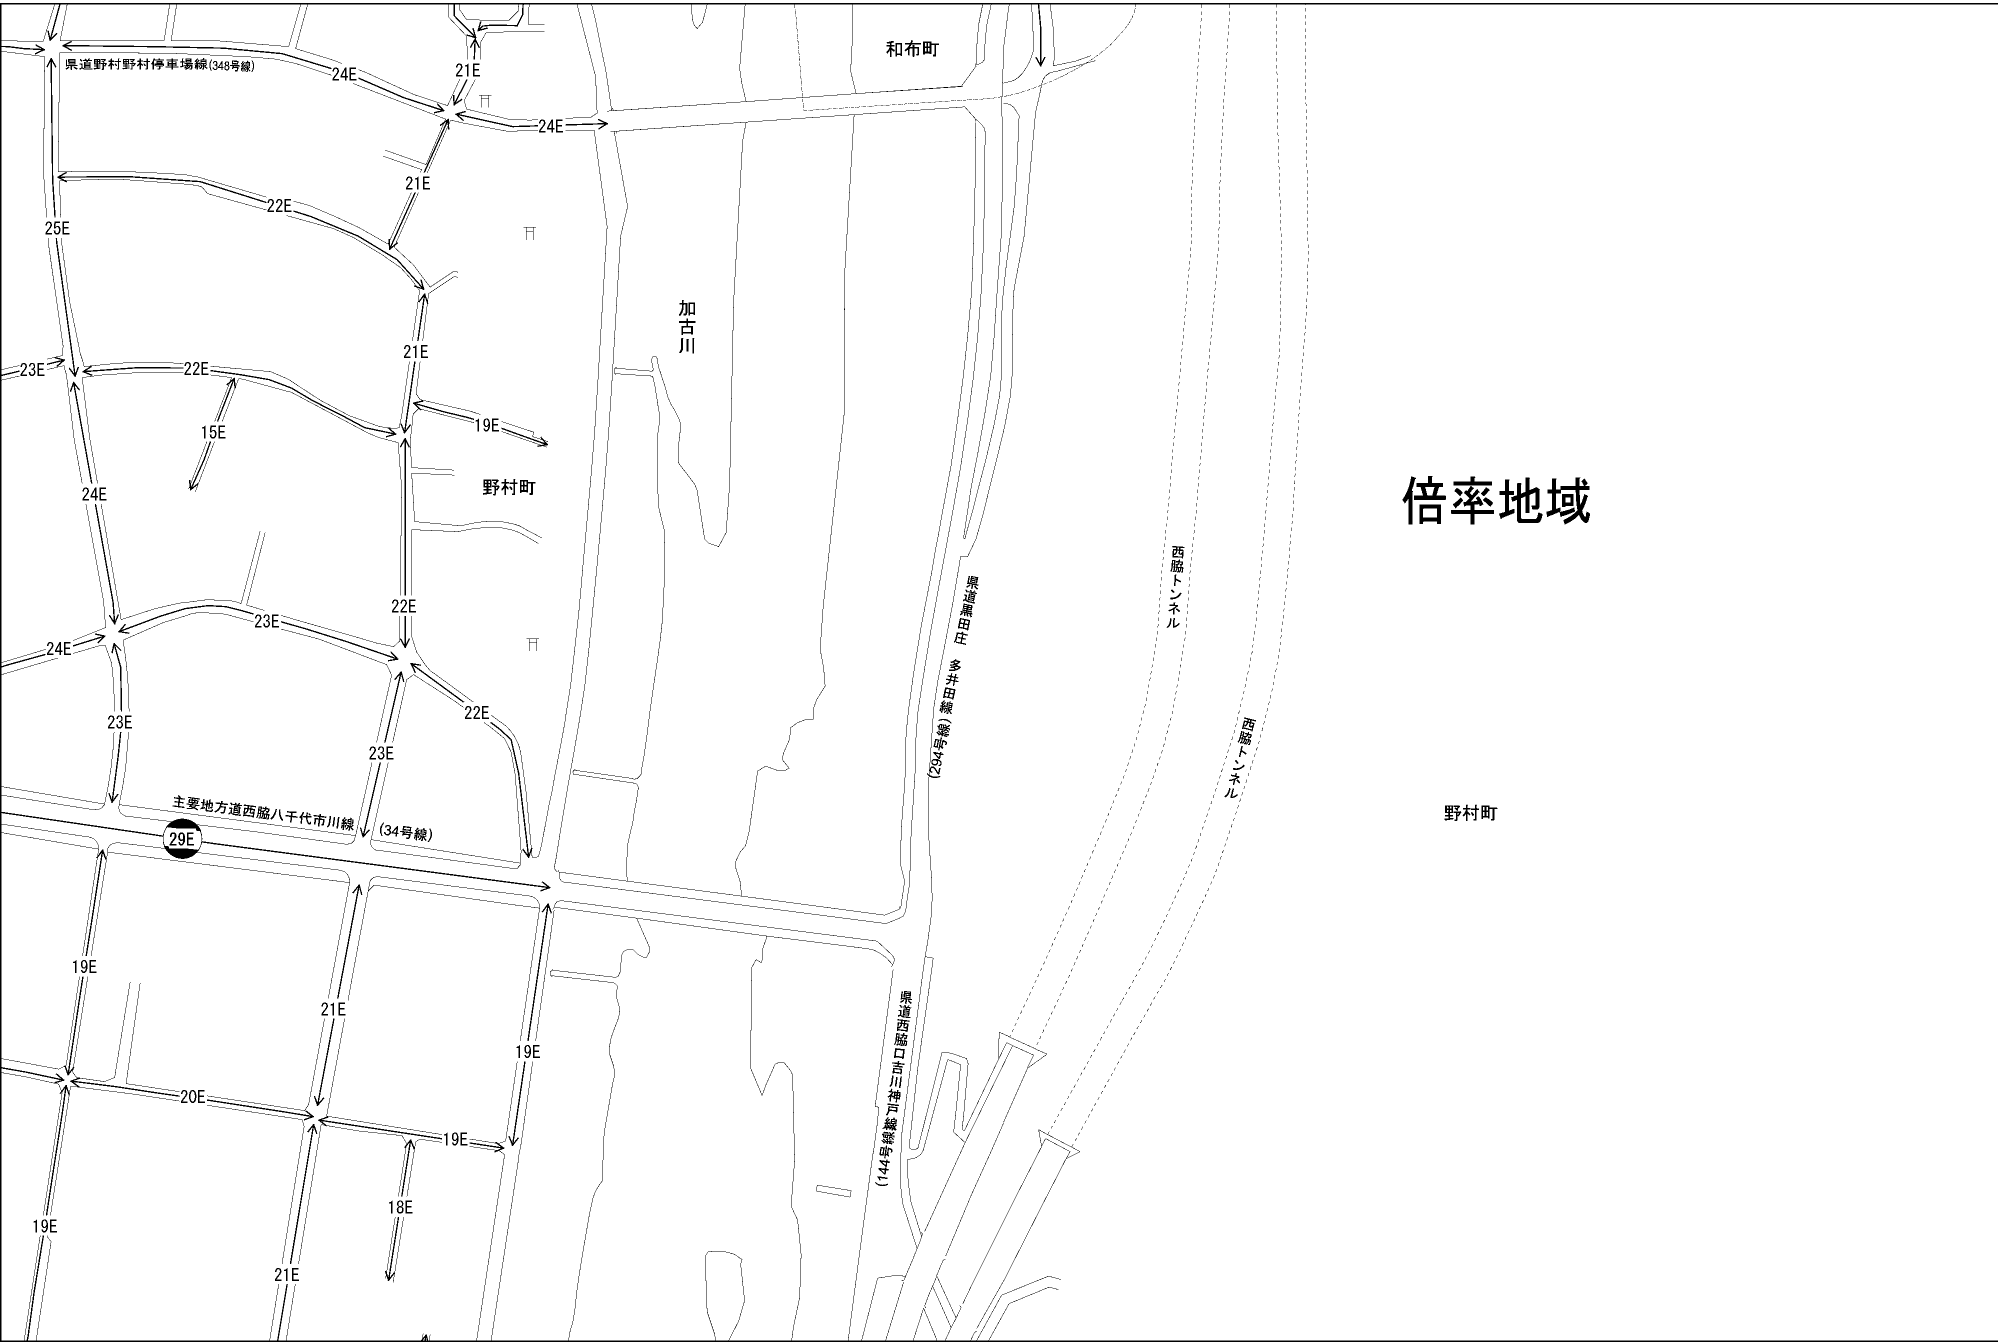 和布町
県道野村野村停車場線(348号線)
21E
24E
24E
21E
22E
25E
加古川
21E
23E
22E
19E
15E
野村町
24E
倍率地域
西脇トンネル
県道黒田庄 多井田線(294号線)
22E
23E
24E
22E
23E
23E
西脇トンネル
主要地方道西脇八千代市川線 (34号線)
野村町
29E
19E
21E
県道西脇口吉川神戸線(144号線)
19E
20E
19E
18E
19E
21E